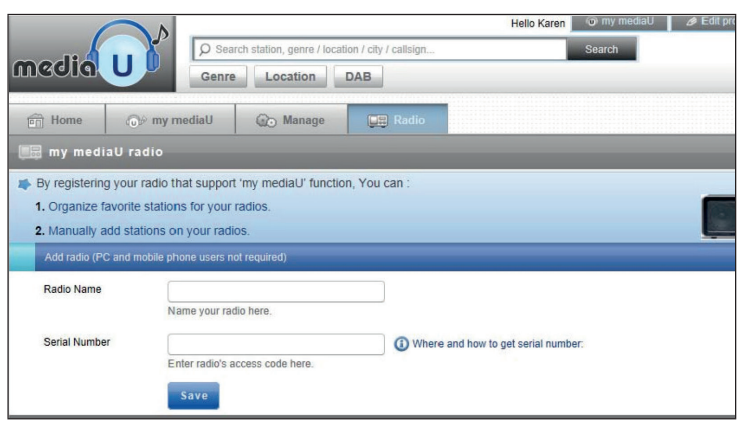 Hello Karen my mediaU Edit pro
media U
Search station, genre / location / city / callsign...
Search
Genre Location DAB
Home my mediaU Manage Radio
my mediaU radio
By registering your radio that support 'my mediaU' function, You can :
1. Organize favorite stations for your radios.
2. Manually add stations on your radios.
Add radio (PC and mobile phone users not required)
Radio Name
Name your radio here.
Serial Number
Where and how to get serial number:
Enter radio's access code here.
Save